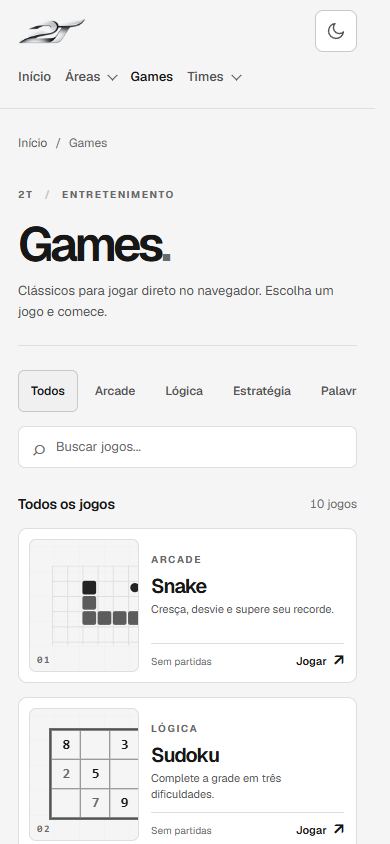 2T
Início Áreas Games Times
Início / Games
2T / ENTRETENIMENTO
Games.
Clássicos para jogar direto no navegador. Escolha um
jogo e comece.
Todos Arcade Lógica Estratégia Palavr
Buscar jogos...
Todos os jogos 10 jogos
ARCADE
Snake
Cresça, desvie e supere seu recorde.
01
Sem partidas Jogar
LÓGICA
8 3
Sudoku
2 5
Complete a grade em três
dificuldades.
7 9
02
Sem partidas Jogar